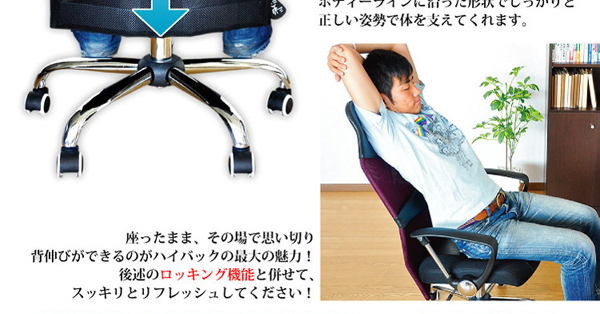 ボディーラインに沿った形状でしっかりと
正しい姿勢で体を支えてくれます。
座ったまま、その場で思い切り
背伸びができるのがハイバックの最大の魅力！
後述のロッキング機能と併せて、
スッキリとリフレッシュしてください！